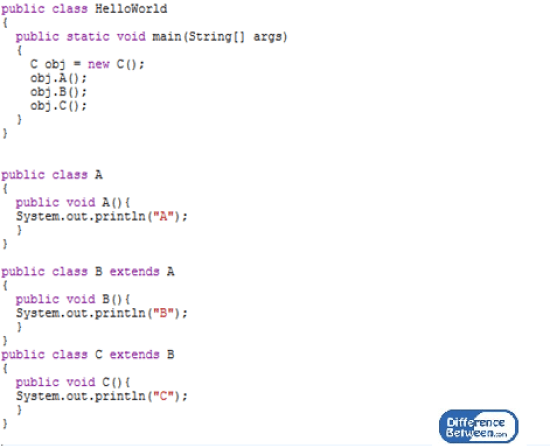 public class HelloWorld
{
  public static void main(String[] args)
  {
    C obj = new C();
    obj.A();
    obj.B();
    obj.C();
  }
}
public class A
{
  public void A(){
  System.out.println("A");
  }
}
public class B extends A
{
  public void B(){
  System.out.println("B");
  }
}
public class C extends B
{
  public void C(){
  System.out.println("C");
  }
}
Difference
Between.com